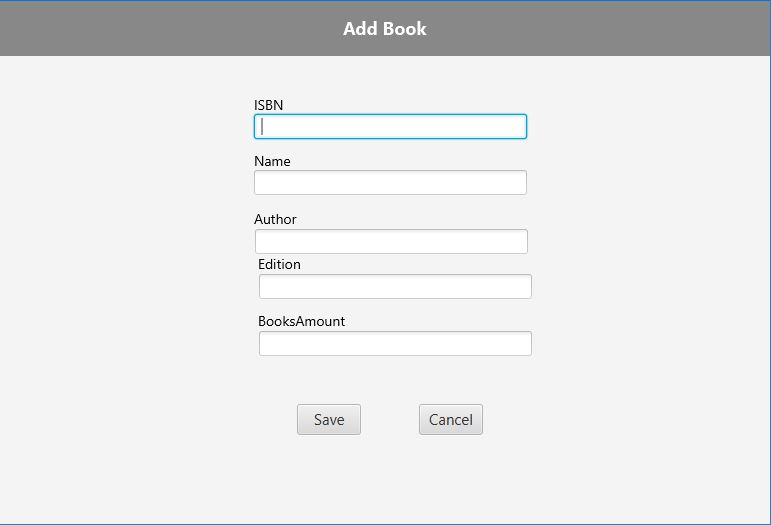 Add Book
ISBN
Name
Author
Edition
BooksAmount
Save Cancel